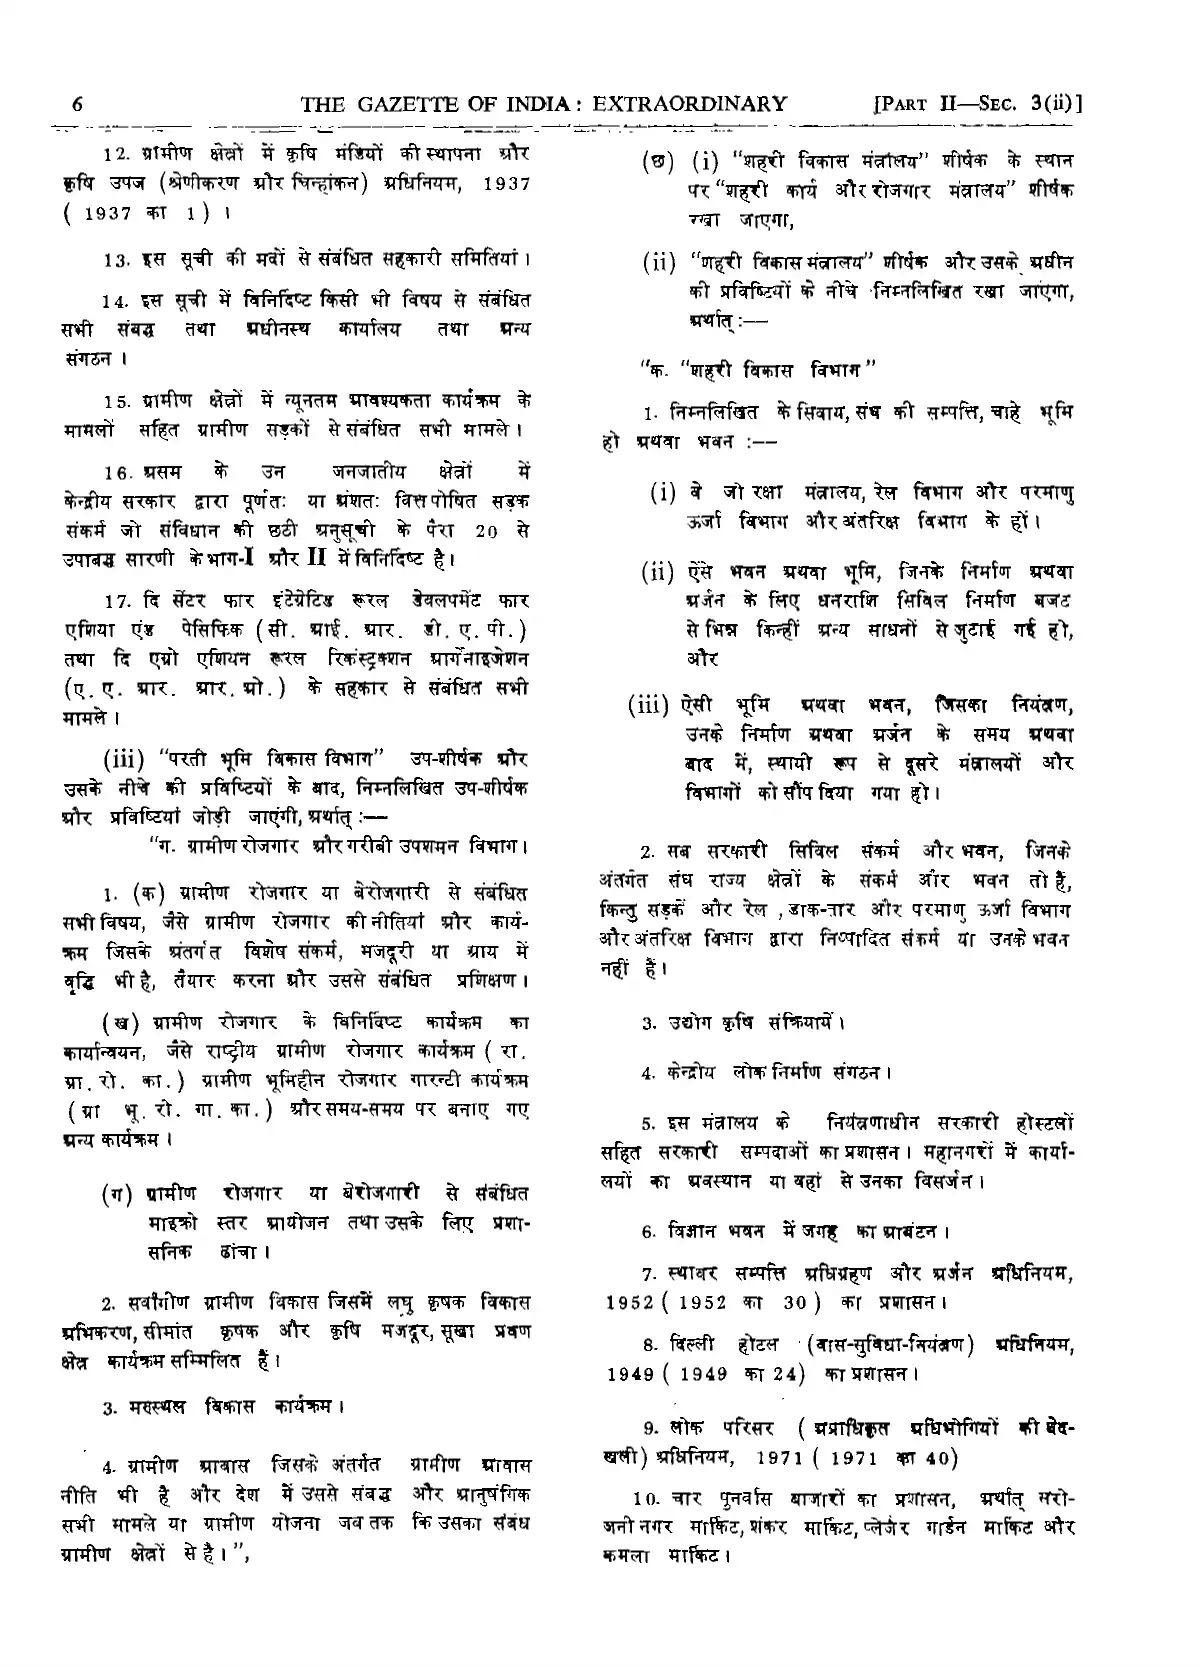 6 THE GAZETTE OF INDIA : EXTRAORDINARY [PART II—SEC. 3(ii)]
12. ग्रामीण क्षेत्रों में कृषि मंडियों की स्थापना और
कृषि उपज (श्रेणीकरण और चिन्हांकन) अधिनियम, 1937
( 1937 का 1 ) ।
13. इस सूची की मदों से संबंधित सहकारी समितियां ।
14. इस सूची में विनिर्दिष्ट किसी भी विषय से संबंधित
सभी संबद्ध तथा अधीनस्थ कार्यालय तथा अन्य
संगठन ।
15. ग्रामीण क्षेत्रों में न्यूनतम आवश्यकता कार्यक्रम के
मामलों सहित ग्रामीण सड़कों से संबंधित सभी मामले ।
16. असम के उन जनजातीय क्षेत्रों में
केन्द्रीय सरकार द्वारा पूर्णतः या अंशतः वित्त पोषित सड़क
संकर्म जो संविधान की छठी अनुसूची के पैरा 20 से
उपाबद्ध सारणी के भाग-I और II में विनिर्दिष्ट है ।
17. दि सेंटर फार इंटेग्रेटिड रूरल डेवलपमेंट फार
एशिया एंड पेसिफिक (सी. आई. आर. डी. ए. पी.)
तथा दि एग्रो एशियन रूरल रिकंस्ट्रक्शन आर्गेनाइजेशन
(ए. ए. आर. आर. ओ.) के सहकार से संबंधित सभी
मामले ।
(iii) “परती भूमि विकास विभाग” उप-शीर्षक और
उसके नीचे की प्रविष्टियों के बाद, निम्नलिखित उप-शीर्षक
और प्रविष्टियां जोड़ी जाएंगी, अर्थात् :—
“ग. ग्रामीण रोजगार और गरीबी उपशमन विभाग ।
1. (क) ग्रामीण रोजगार या बेरोजगारी से संबंधित
सभी विषय, जैसे ग्रामीण रोजगार की नीतियां और कार्य-
क्रम जिसके अंतर्गत विशेष संकर्म, मजदूरी या आय में
वृद्धि भी है, तैयार करना और उससे संबंधित प्रशिक्षण ।
(ख) ग्रामीण रोजगार के विनिर्दिष्ट कार्यक्रम का
कार्यान्वयन, जैसे राष्ट्रीय ग्रामीण रोजगार कार्यक्रम ( रा.
ग्रा. रो. का. ) ग्रामीण भूमिहीन रोजगार गारन्टी कार्यक्रम
( ग्रा भू. रो. गा. का. ) और समय-समय पर बनाए गए
अन्य कार्यक्रम ।
(ग) ग्रामीण रोजगार या बेरोजगारी से संबंधित
माइक्रो स्तर आयोजन तथा उसके लिए प्रशा-
सनिक ढांचा ।
2. सर्वांगीण ग्रामीण विकास जिसमें लघु कृषक विकास
अभिकरण, सीमांत कृषक और कृषि मजदूर, सूखा प्रवण
क्षेत्र कार्यक्रम सम्मिलित हैं ।
3. मरुस्थल विकास कार्यक्रम ।
4. ग्रामीण आवास जिसके अंतर्गत ग्रामीण आवास
नीति भी है और देश में उससे संबद्ध और आनुषंगिक
सभी मामले या ग्रामीण योजना जब तक कि उसका संबंध
ग्रामीण क्षेत्रों से है । ”,
(छ) (i) “शहरी विकास मंत्रालय” शीर्षक के स्थान
पर “शहरी कार्य और रोजगार मंत्रालय” शीर्षक
रखा जाएगा,
(ii) “शहरी विकास मंत्रालय” शीर्षक और उसके अधीन
की प्रविष्टियों के नीचे निम्नलिखित रखा जाएगा,
अर्थात् :—
“क. “शहरी विकास विभाग”
1. निम्नलिखित के सिवाय, संघ की सम्पत्ति, चाहे भूमि
हो अथवा भवन :—
(i) वे जो रक्षा मंत्रालय, रेल विभाग और परमाणु
ऊर्जा विभाग और अंतरिक्ष विभाग के हों ।
(ii) ऐसे भवन अथवा भूमि, जिनके निर्माण अथवा
अर्जन के लिए धनराशि सिविल निर्माण बजट
से भिन्न किन्हीं अन्य साधनों से जुटाई गई हो,
और
(iii) ऐसी भूमि अथवा भवन, जिसका नियंत्रण,
उनके निर्माण अथवा अर्जन के समय अथवा
बाद में, स्थायी रूप से दूसरे मंत्रालयों और
विभागों को सौंप दिया गया हो ।
2. सब सरकारी सिविल संकर्म और भवन, जिनके
अंतर्गत संघ राज्य क्षेत्रों के संकर्म और भवन तो हैं,
किन्तु सड़कें और रेल , डाक-तार और परमाणु ऊर्जा विभाग
और अंतरिक्ष विभाग द्वारा निष्पादित संकर्म या उनके भवन
नहीं हैं ।
3. उद्योग कृषि संक्रियायें ।
4. केन्द्रीय लोक निर्माण संगठन ।
5. इस मंत्रालय के नियंत्रणाधीन सरकारी होस्टलों
सहित सरकारी सम्पदाओं का प्रशासन । महानगरों में कार्या-
लयों का अवस्थान या वहां से उनका विसर्जन ।
6. विज्ञान भवन में जगह का आबंटन ।
7. स्थावर सम्पत्ति अधिग्रहण और अर्जन अधिनियम,
1952 ( 1952 का 30 ) का प्रशासन ।
8. दिल्ली होटल (वास-सुविधा-नियंत्रण) अधिनियम,
1949 ( 1949 का 24) का प्रशासन ।
9. लोक परिसर ( अप्राधिकृत अधिभोगियों की बेद-
खली) अधिनियम, 1971 ( 1971 का 40)
10. चार पुनर्वास बाजारों का प्रशासन, अर्थात् सरो-
जनी नगर मार्किट, शंकर मार्किट, प्लेजेर गार्डन मार्किट और
कमला मार्किट ।